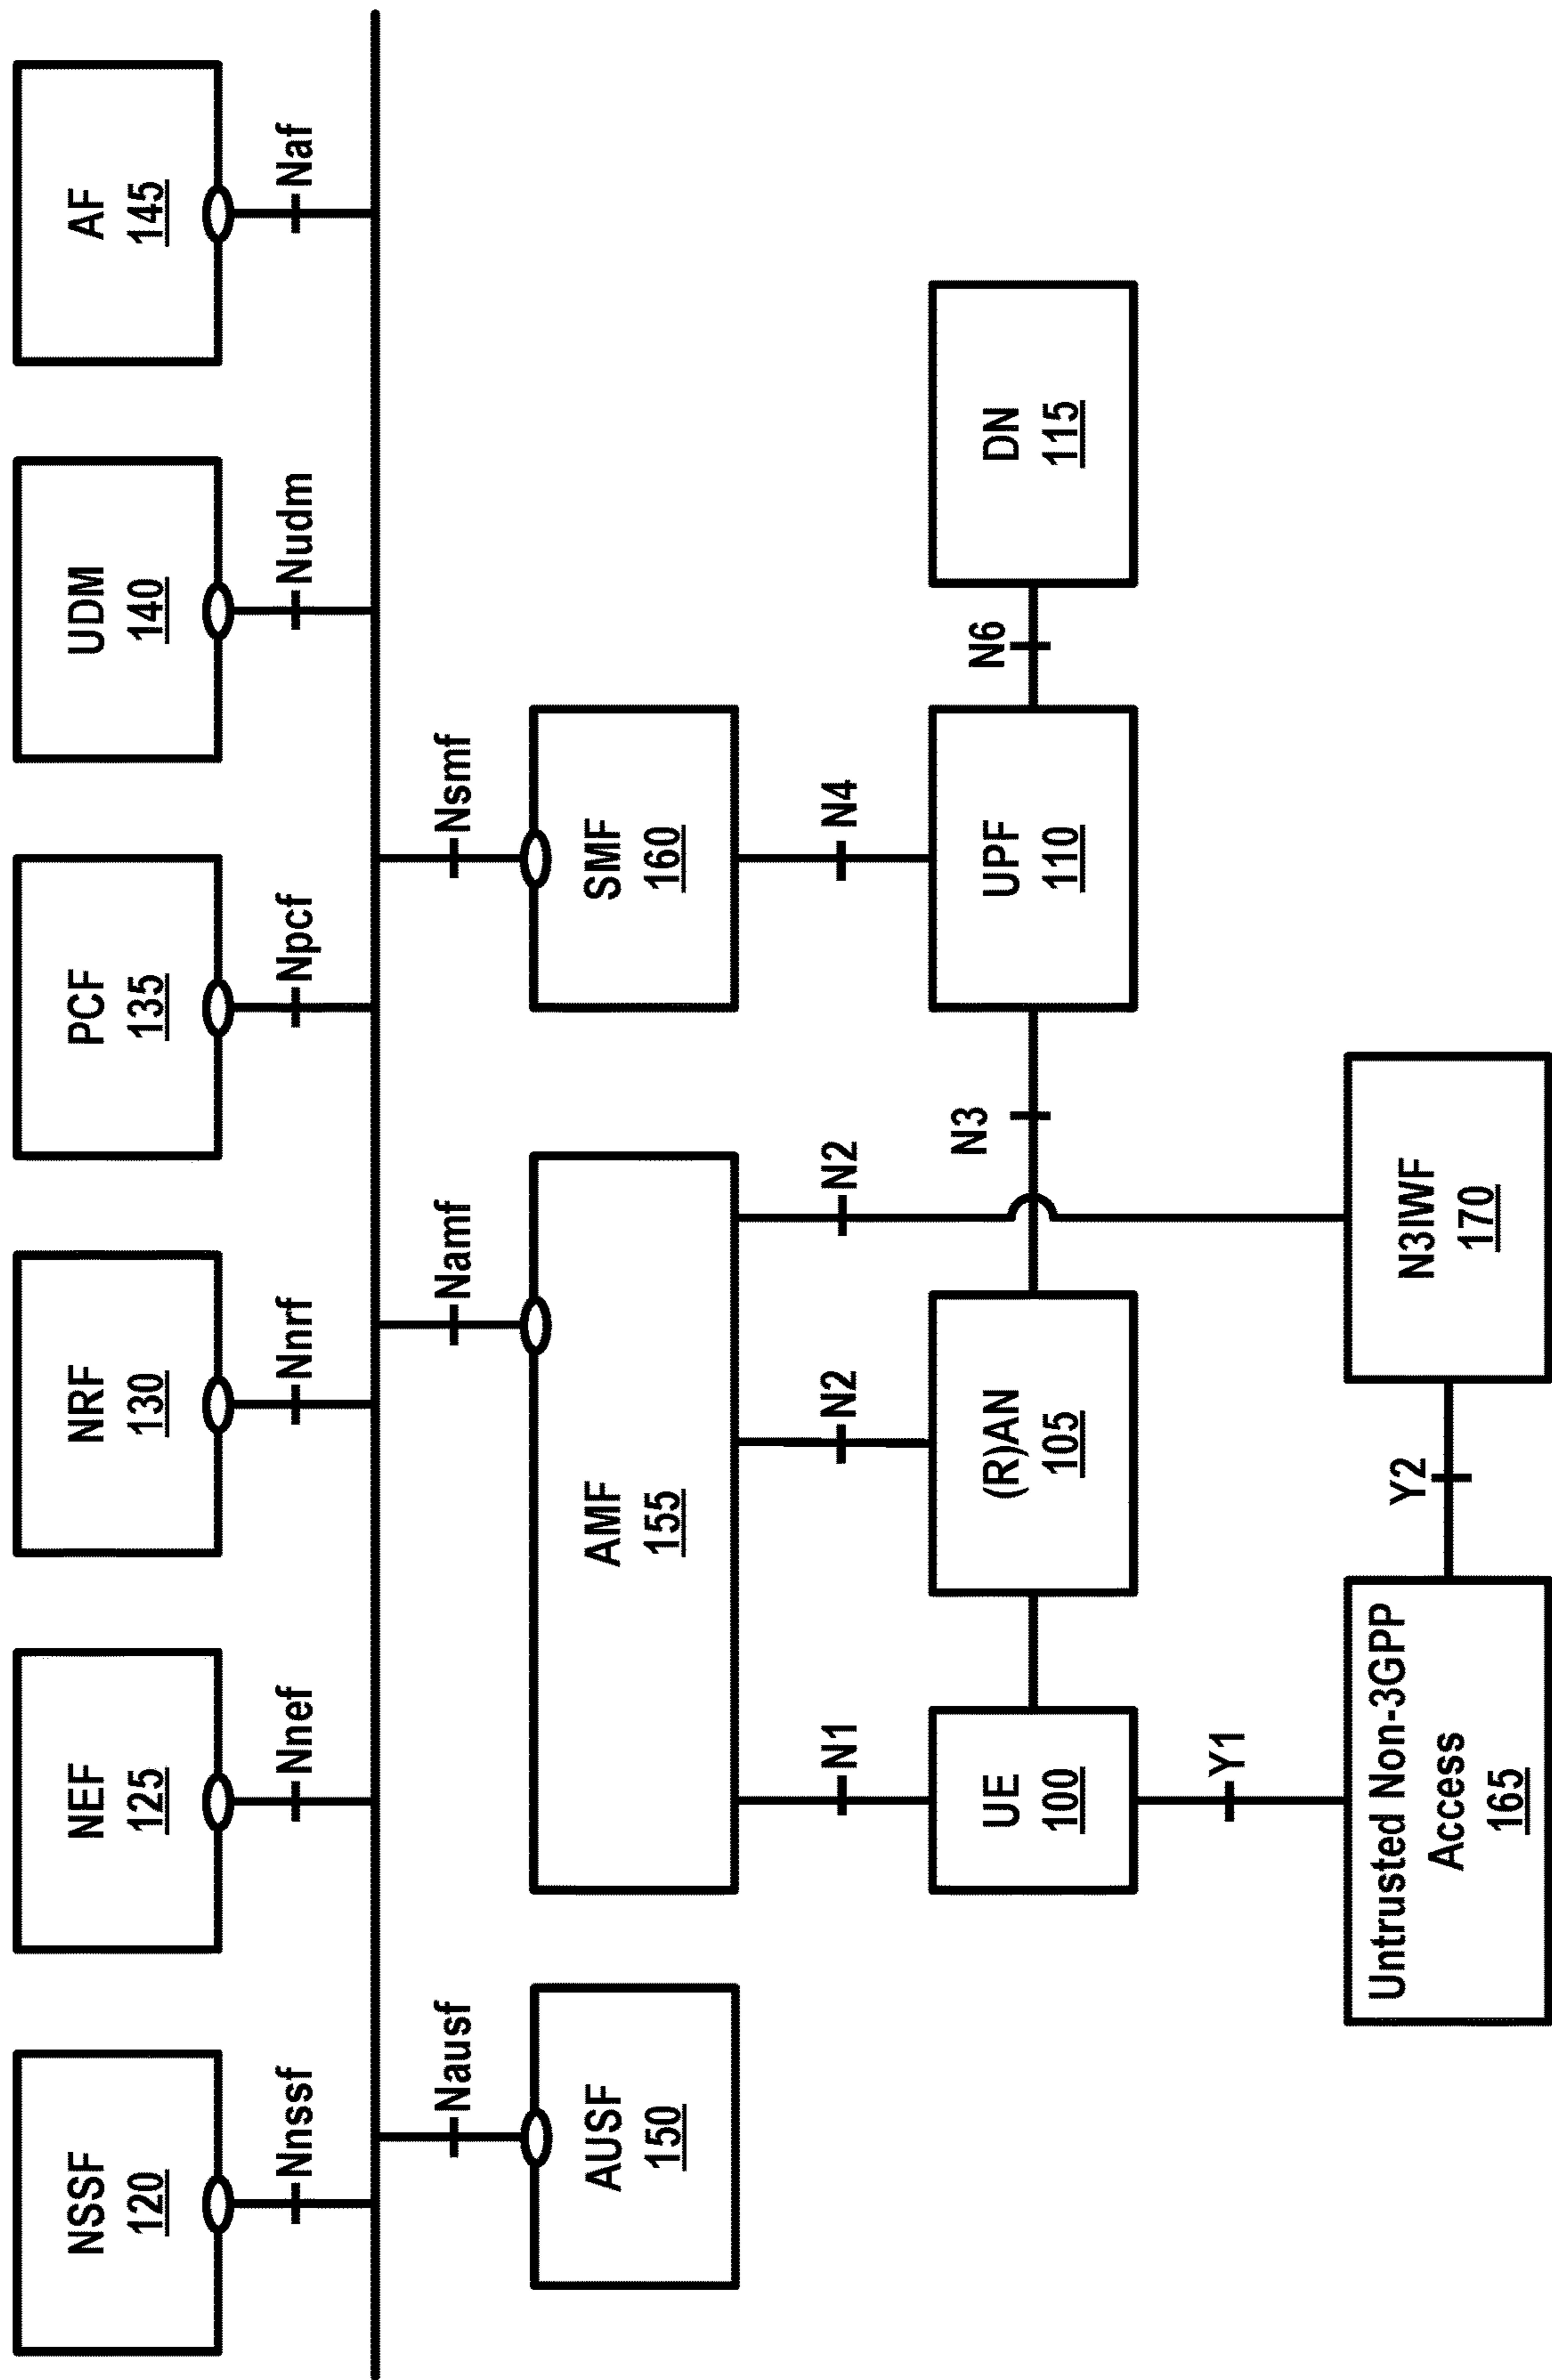 NSSF
120
NEF
125
NRF
130
PCF
135
UDM
140
AF
145
Nnssf
Nnef
Nnrf
Npcf
Nudm
Naf
Nausf
Namf
Nsmf
AUSF
150
AMF
155
SMF
160
N1
N2
N2
N4
UE
100
(R)AN
105
N3
UPF
110
N6
DN
115
Y1
Untrusted Non-3GPP
Access
165
Y2
N3IWF
170